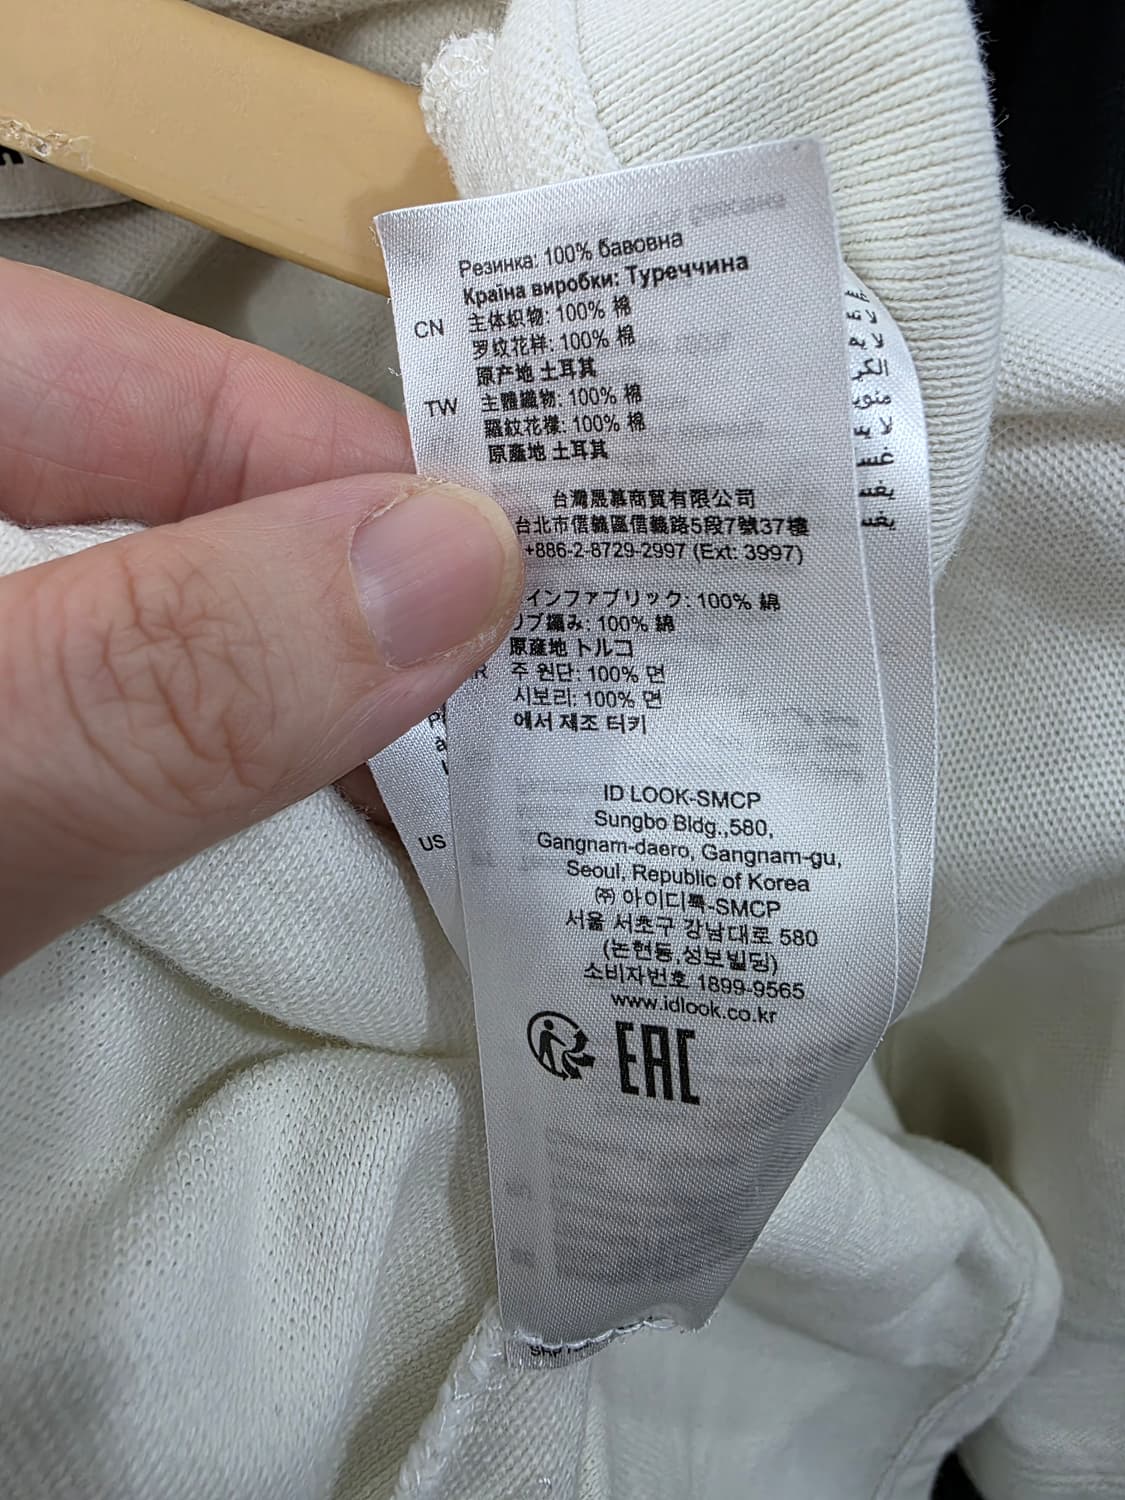 Резинка: 100% бавовна
Країна виробки: Туреччина
CN 主体织物: 100% 棉
罗纹花样: 100% 棉
原产地 土耳其
TW 主體織物: 100% 棉
羅紋花樣: 100% 棉
原產地 土耳其
台灣晟慕商貿有限公司
台北市信義區信義路5段7號37樓
+886-2-8729-2997 (Ext: 3997)
インファブリック: 100% 綿
リブ編み: 100% 綿
原産地 トルコ
주 원단: 100% 면
시보리: 100% 면
에서 제조 터키
ID LOOK-SMCP
Sungbo Bldg.,580,
Gangnam-daero, Gangnam-gu,
Seoul, Republic of Korea
㈜ 아이디룩-SMCP
서울 서초구 강남대로 580
(논현동,성보빌딩)
소비자번호 1899-9565
www.idlook.co.kr
EAC
US